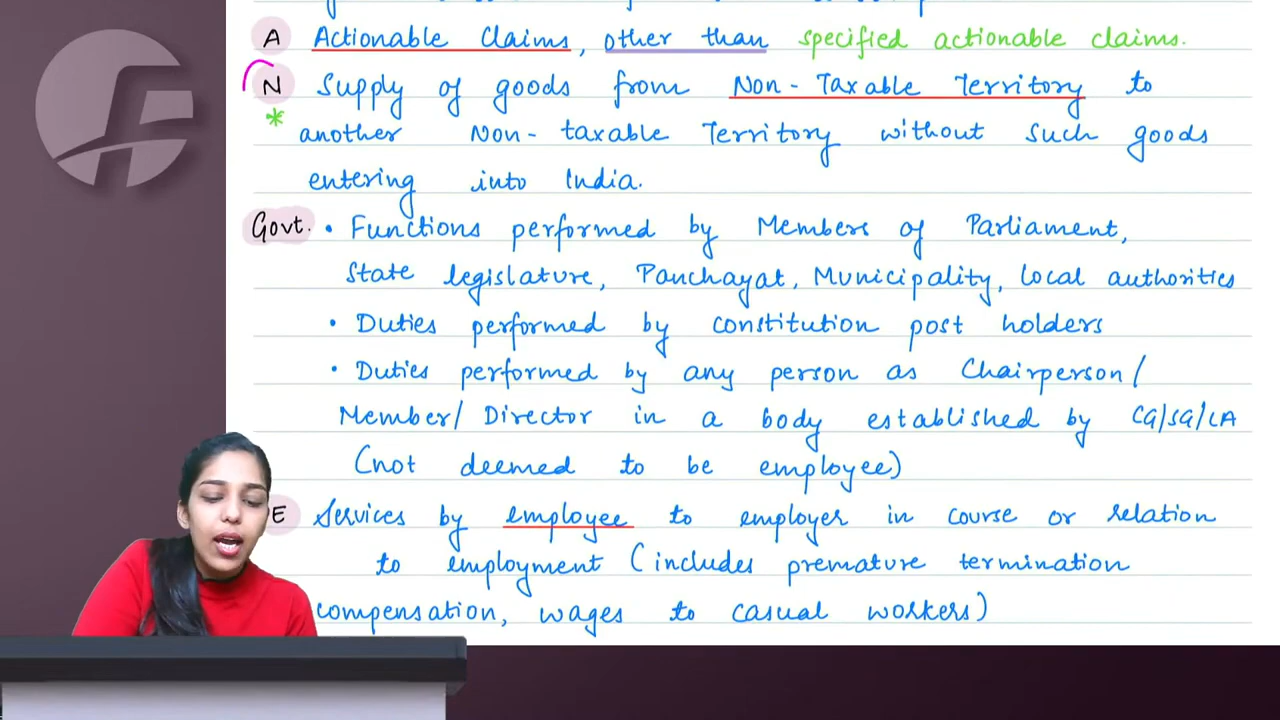 A Actionable Claims, other than specified actionable claims.
N Supply of goods from Non-Taxable Territory to
* another Non-taxable Territory without such goods
entering into India.
Govt. • Functions performed by Members of Parliament,
State legislature, Panchayat, Municipality, Local authorities
• Duties performed by constitution post holders
• Duties performed by any person as Chairperson/
Member/ Director in a body established by CG/SG/LA
(not deemed to be employee)
E Services by employee to employer in course or relation
to employment (includes premature termination
compensation, wages to casual workers)